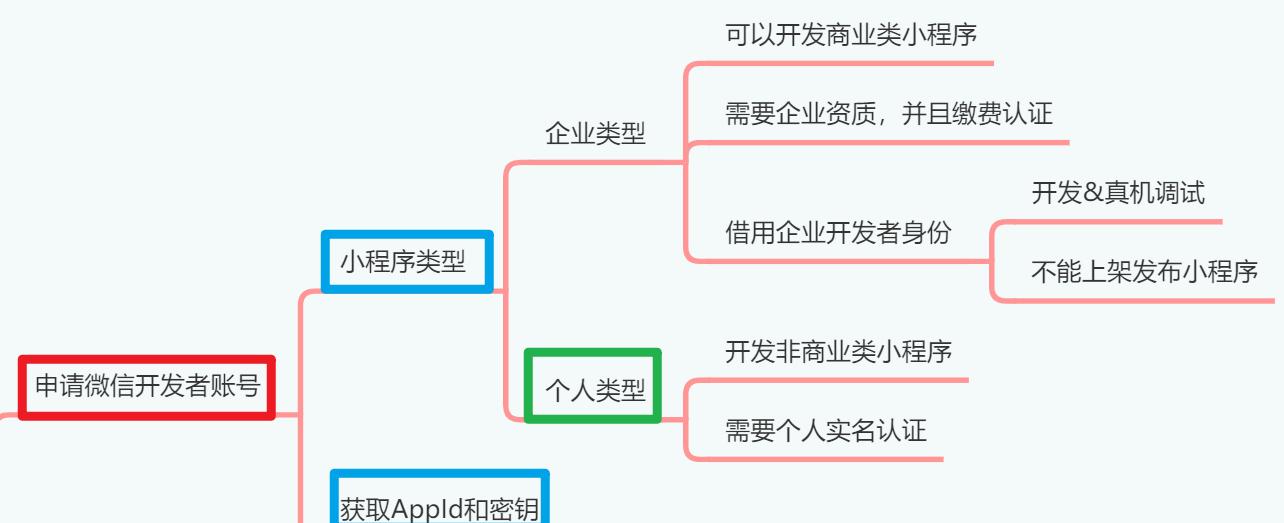 可以开发商业类小程序
需要企业资质，并且缴费认证
企业类型
开发&真机调试
借用企业开发者身份
小程序类型
不能上架发布小程序
开发非商业类小程序
申请微信开发者账号
个人类型
需要个人实名认证
获取AppId和密钥